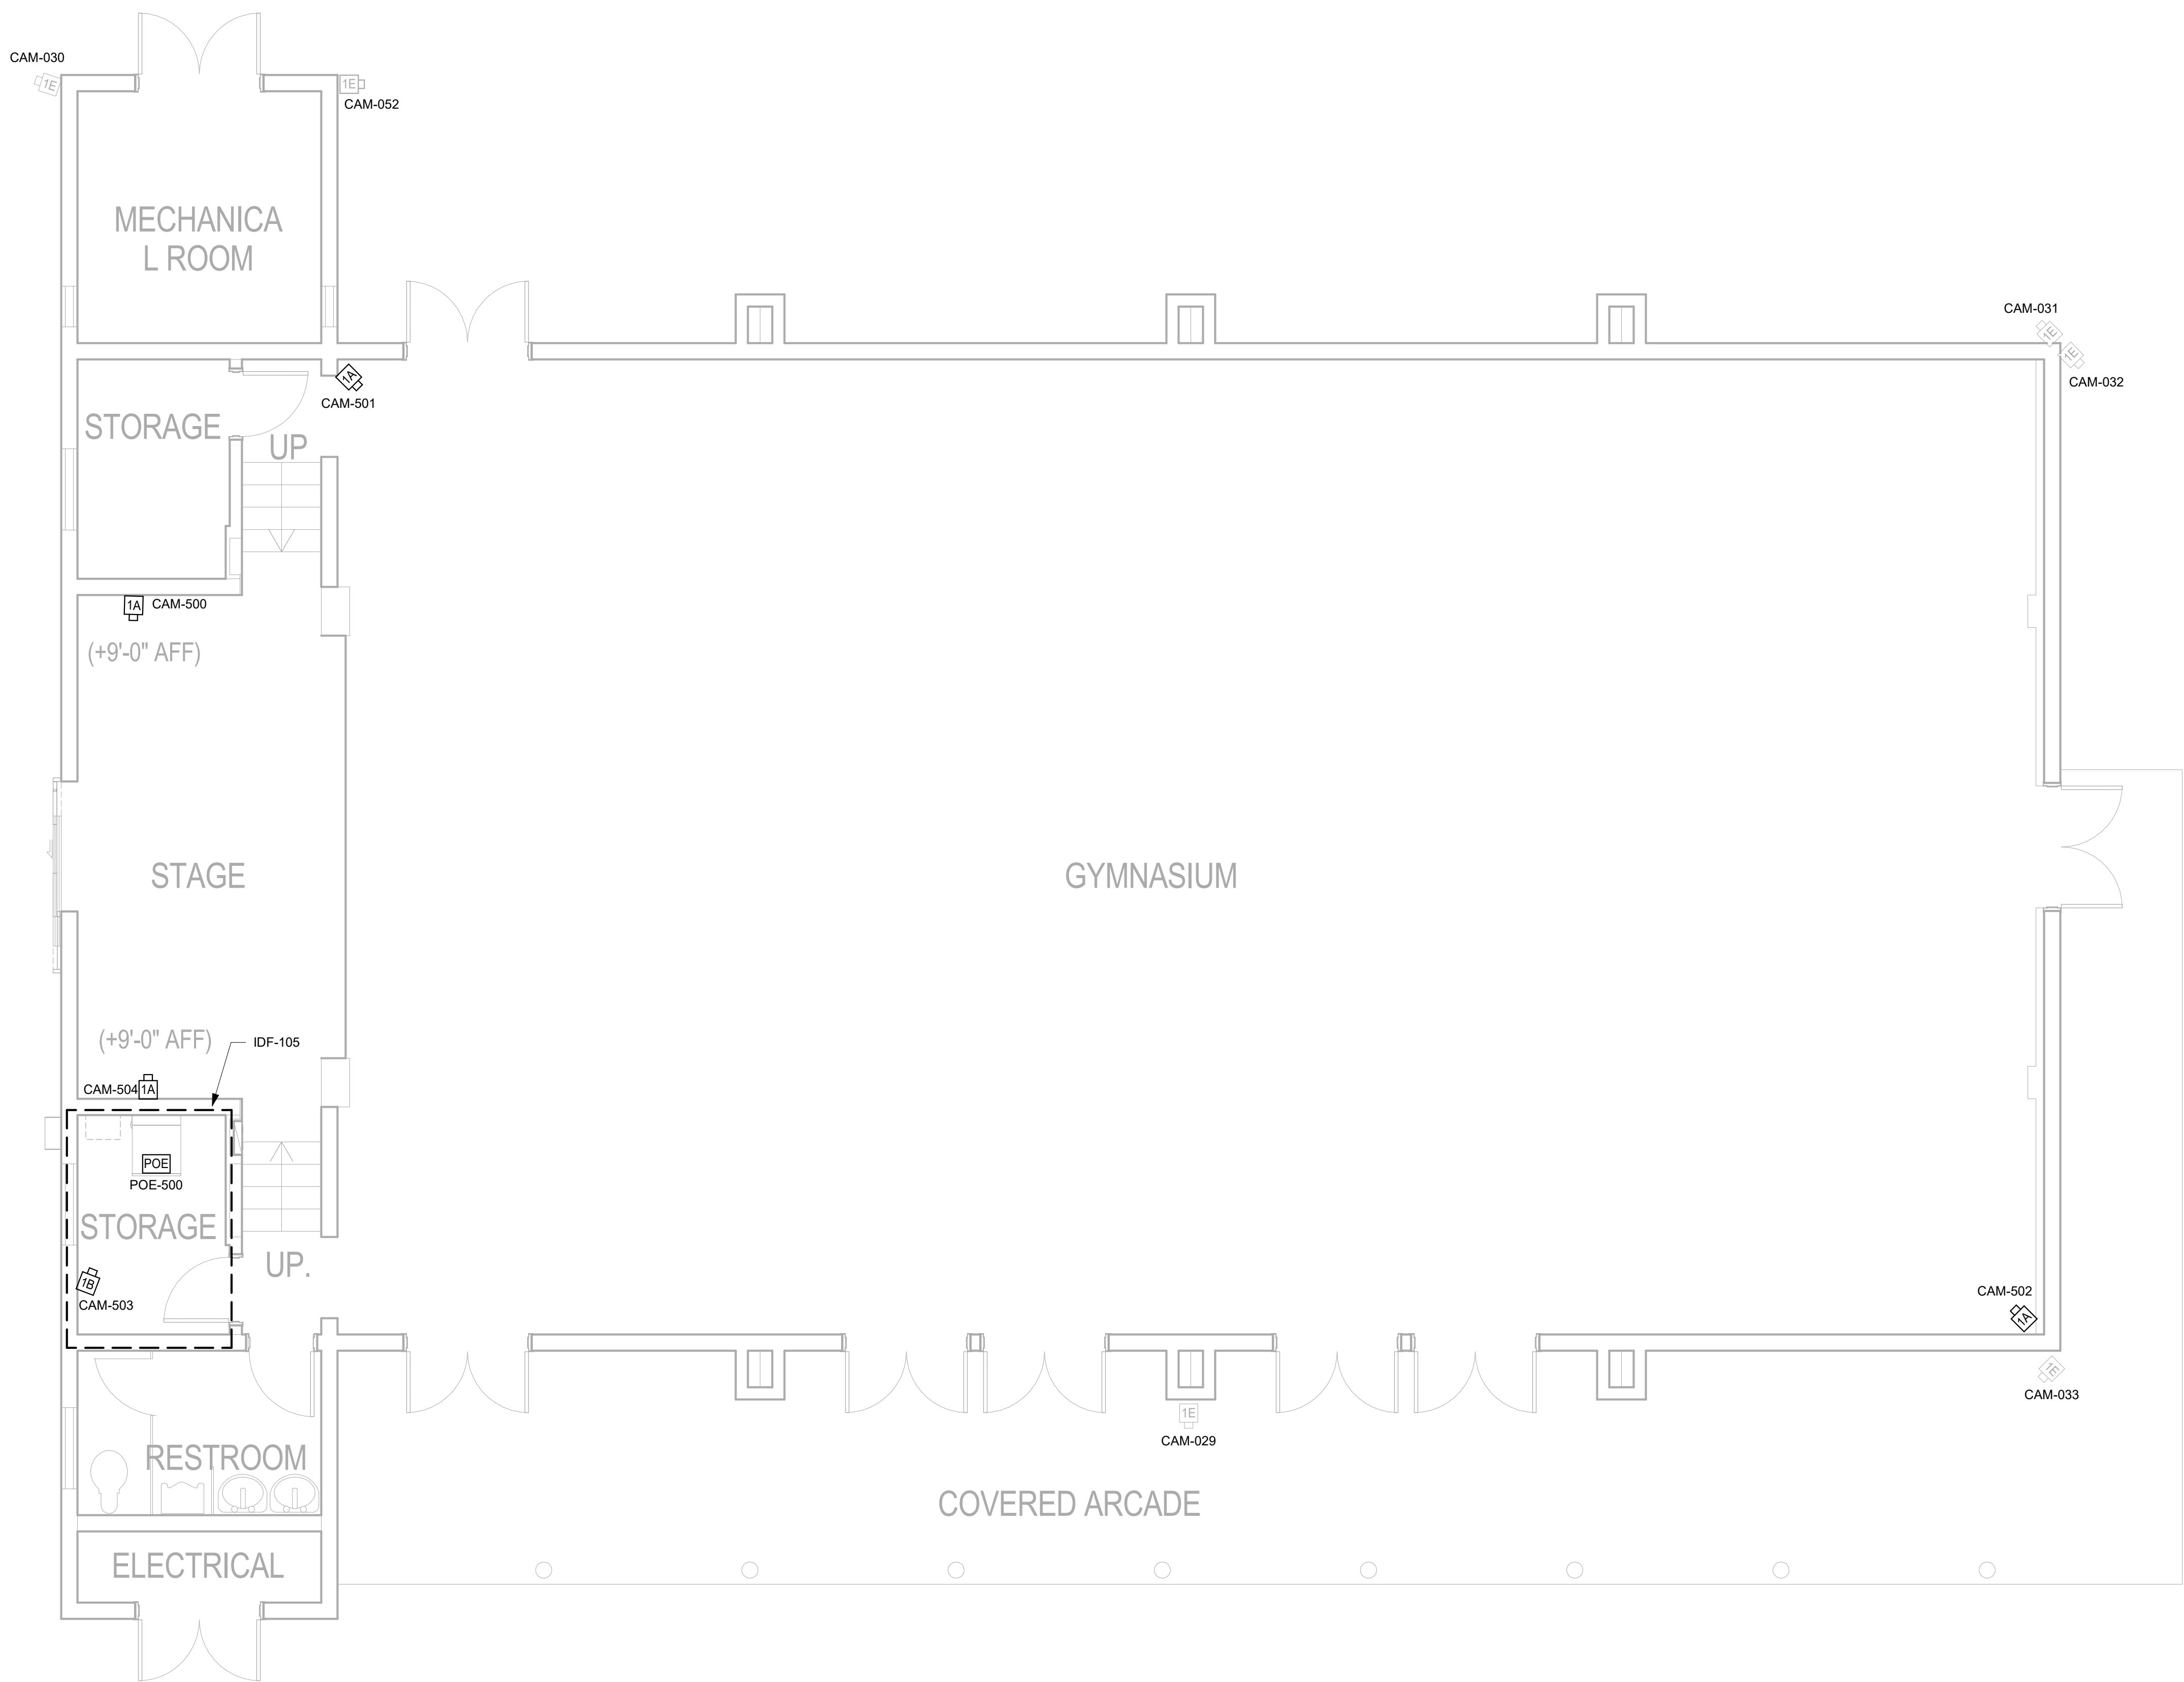 CAM-030
1E
1E
CAM-052
MECHANICA
L ROOM
CAM-031
1E
1E
CAM-032
1A
CAM-501
STORAGE
UP
1A
CAM-500
(+9'-0" AFF)
STAGE
GYMNASIUM
(+9'-0" AFF)
IDF-105
CAM-504
1A
POE
POE-500
STORAGE
UP.
1B
CAM-503
CAM-502
1A
1E
CAM-033
1E
CAM-029
RESTROOM
COVERED ARCADE
ELECTRICAL